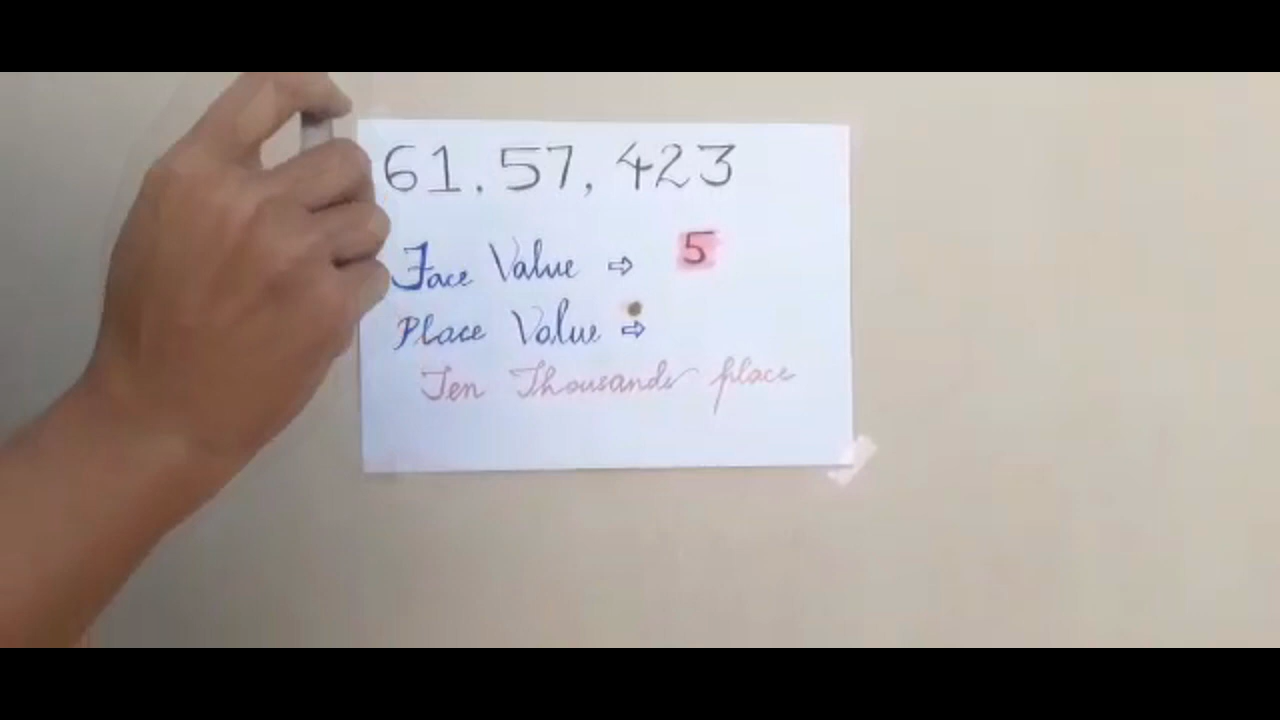 61,57,423
Face Value ⇨ 5
Place Value ⇨
Ten Thousands place